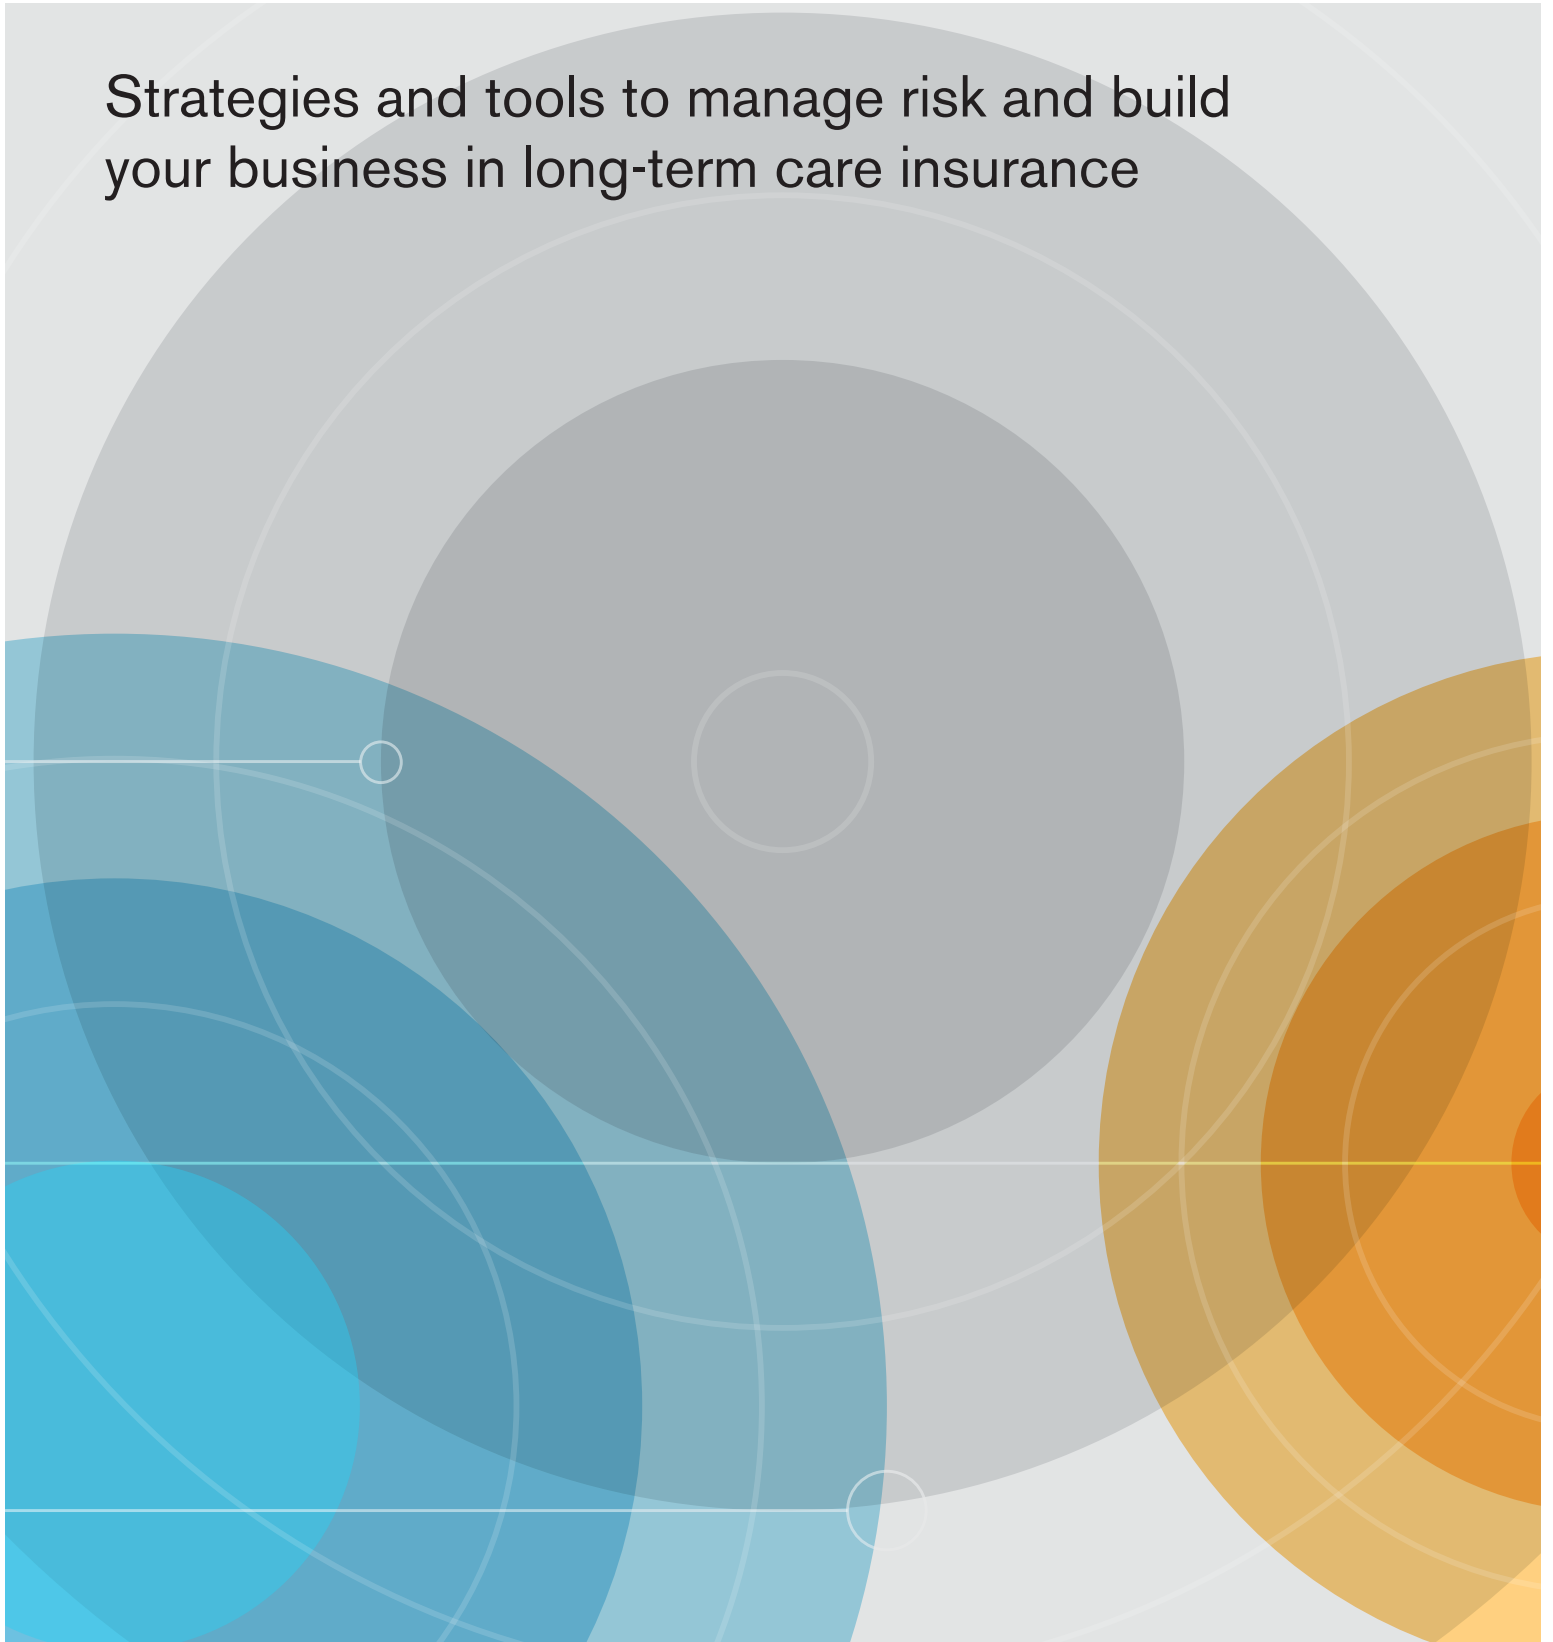 Strategies and tools to manage risk and build
your business in long-term care insurance